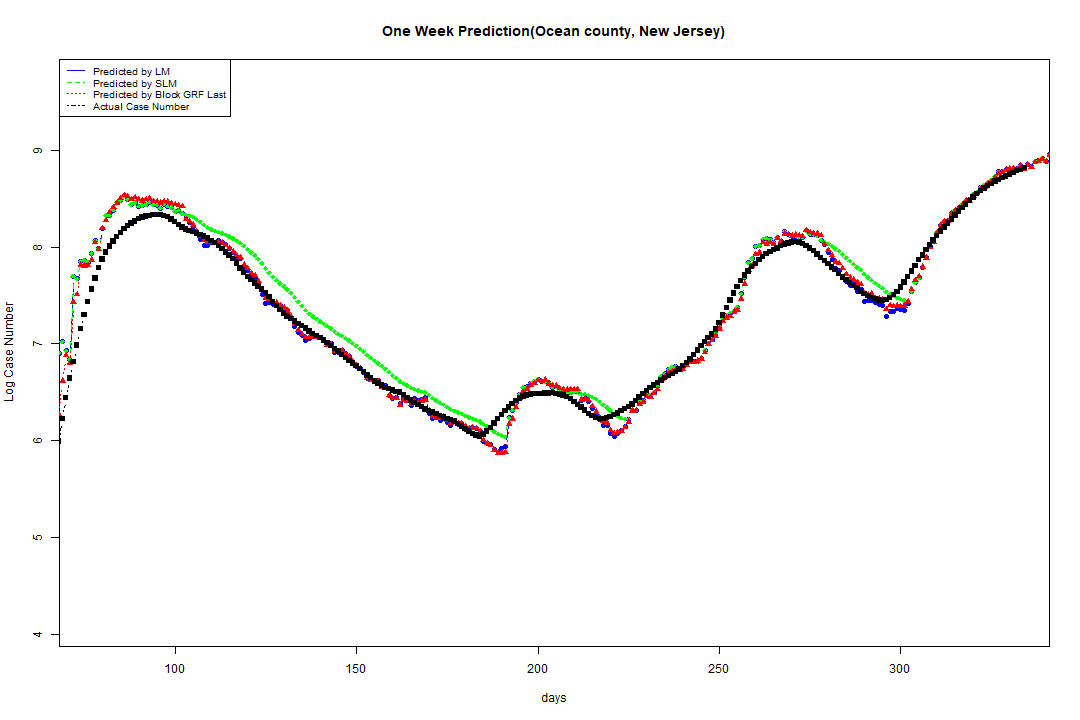 One Week Prediction(Ocean county, New Jersey)
Predicted by LM
Predicted by SLM
Predicted by Block GRF Last
Actual Case Number
Log Case Number
9
8
7
6
5
4
100 150 200 250 300
days